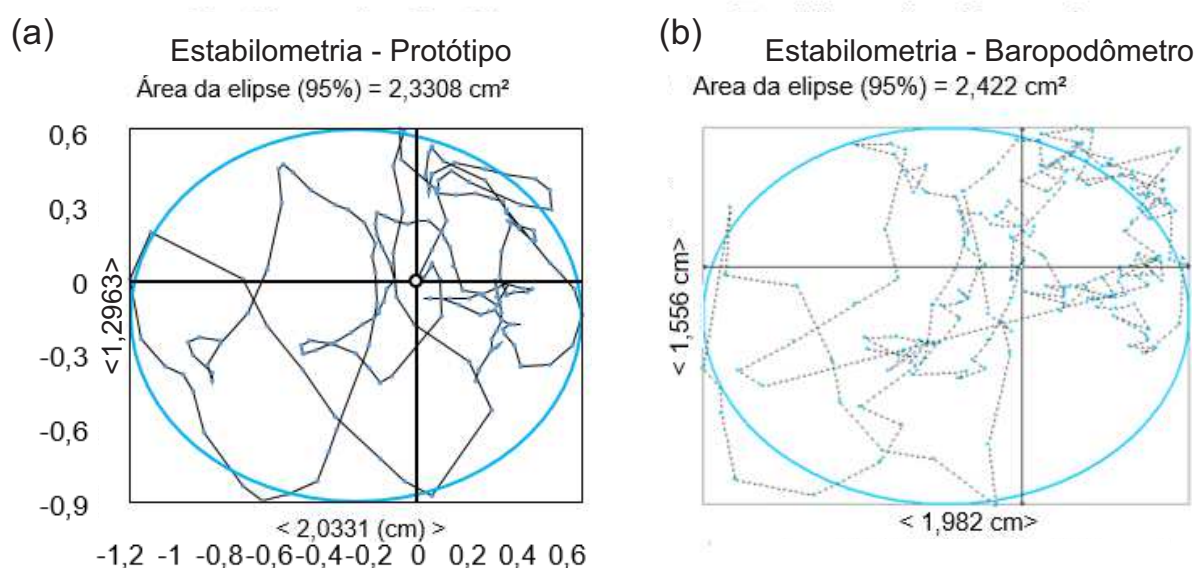 (a)
Estabilometria - Protótipo
Área da elipse (95%) = 2,3308 cm²
0,6
0,3
0
-0,3
-0,6
-0,9
<1,2963>
< 2,0331 (cm) >
-1,2 -1 -0,8-0,6-0,4-0,2 0 0,2 0,4 0,6
(b)
Estabilometria - Baropodômetro
Area da elipse (95%) = 2,422 cm²
< 1,556 cm>
< 1,982 cm>